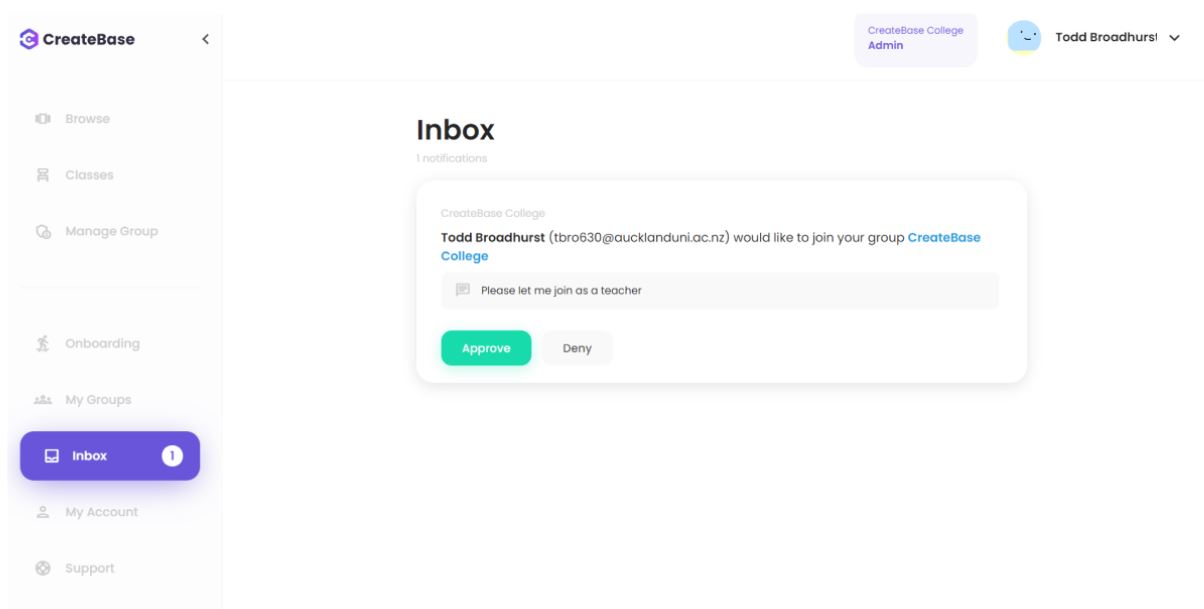 CreateBase
CreateBase College
Admin
Todd Broadhurst
Browse
Classes
Manage Group
Onboarding
My Groups
Inbox 1
My Account
Support
Inbox
1 notifications
CreateBase College
Todd Broadhurst (tbro630@aucklanduni.ac.nz) would like to join your group CreateBase
College
Please let me join as a teacher
Approve Deny